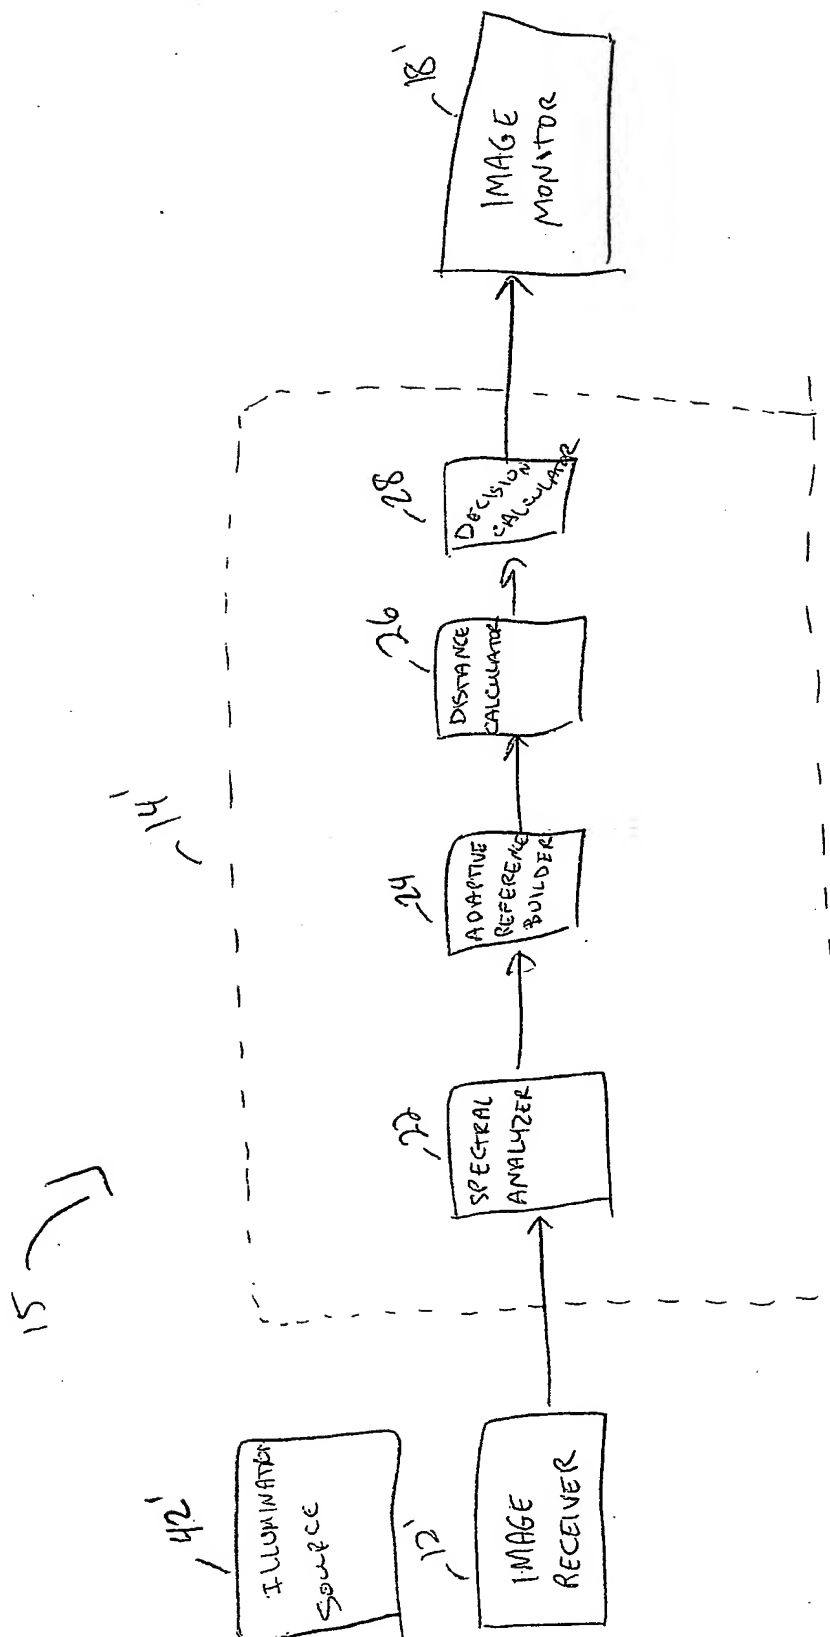 15
42'
ILLUMINATION
SOURCE
12'
IMAGE
RECEIVER
14'
22
SPECTRAL
ANALYZER
24
ADAPTIVE
REFERENCE
BUILDER
26
DISTANCE
CALCULATOR
28
DECISION
CALCULATOR
18'
IMAGE
MONITOR